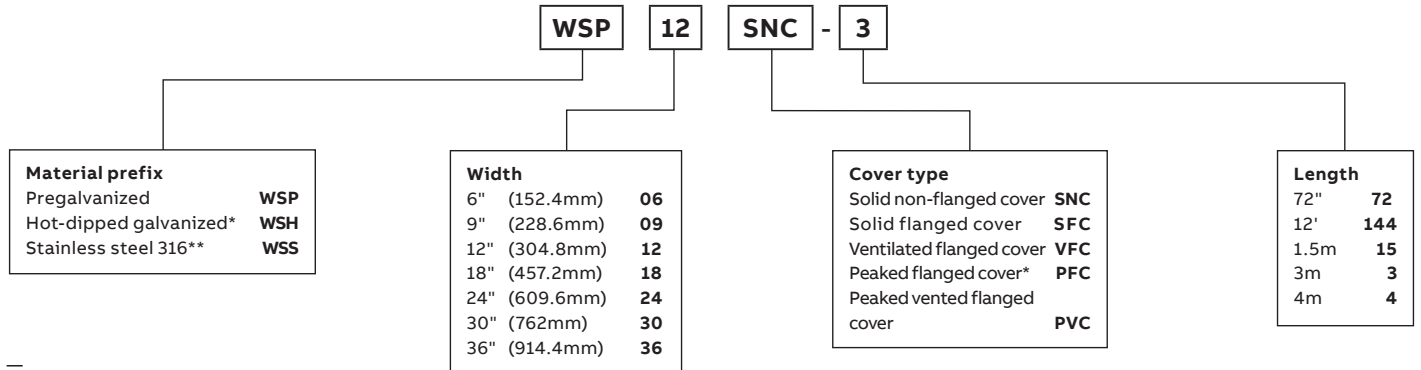 WSP 12 SNC - 3
Material prefix
Pregalvanized WSP
Hot-dipped galvanized* WSH
Stainless steel 316** WSS
Width
6" (152.4mm) 06
9" (228.6mm) 09
12" (304.8mm) 12
18" (457.2mm) 18
24" (609.6mm) 24
30" (762mm) 30
36" (914.4mm) 36
Cover type
Solid non-flanged cover SNC
Solid flanged cover SFC
Ventilated flanged cover VFC
Peaked flanged cover* PFC
Peaked vented flanged
cover PVC
Length
72" 72
12' 144
1.5m 15
3m 3
4m 4
—